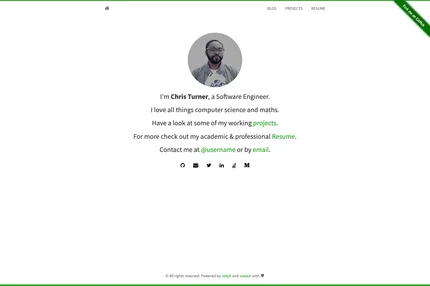 BLOG PROJECTS RESUME
Fork me on GitHub
I'm Chris Turner, a Software Engineer.
I love all things computer science and maths.
Have a look at some of my working projects.
For more check out my academic & professional Resume.
Contact me at @username or by email.
© All rights reserved. Powered by Jekyll and sustain with